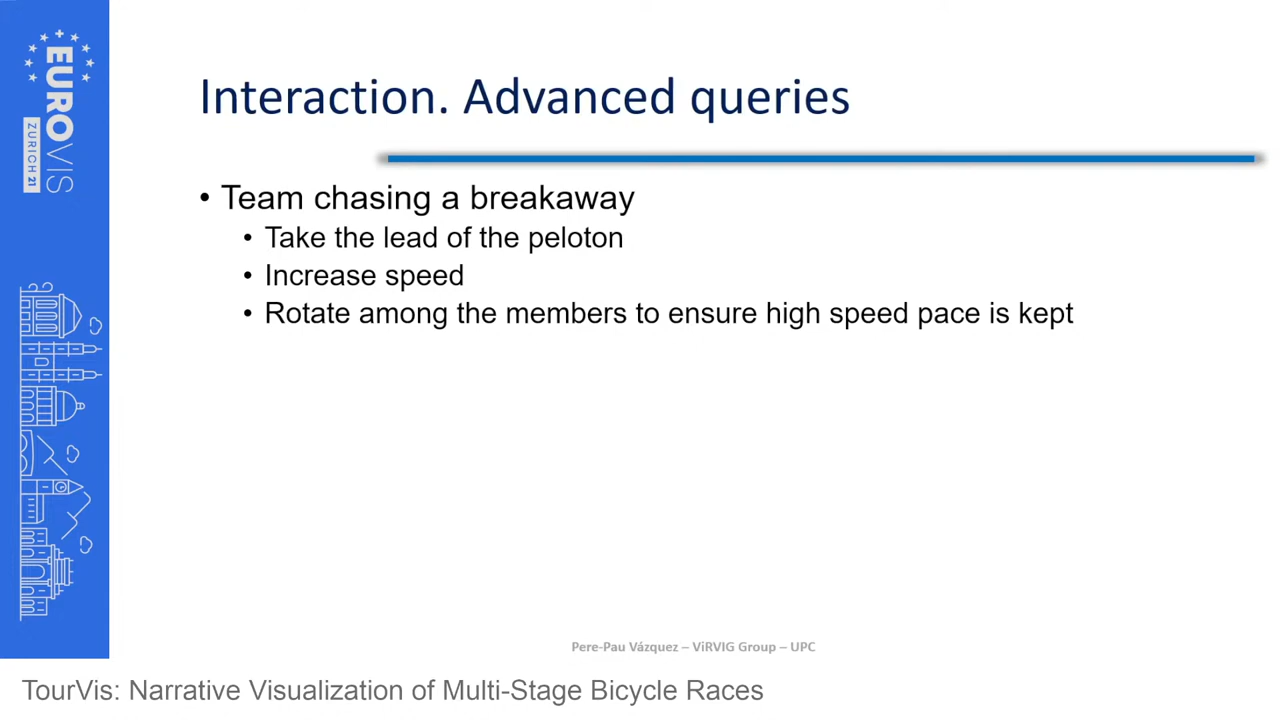 EUROVIS
ZURICH 21
Interaction. Advanced queries
• Team chasing a breakaway
• Take the lead of the peloton
• Increase speed
• Rotate among the members to ensure high speed pace is kept
Pere-Pau Vázquez – ViRVIG Group – UPC
TourVis: Narrative Visualization of Multi-Stage Bicycle Races